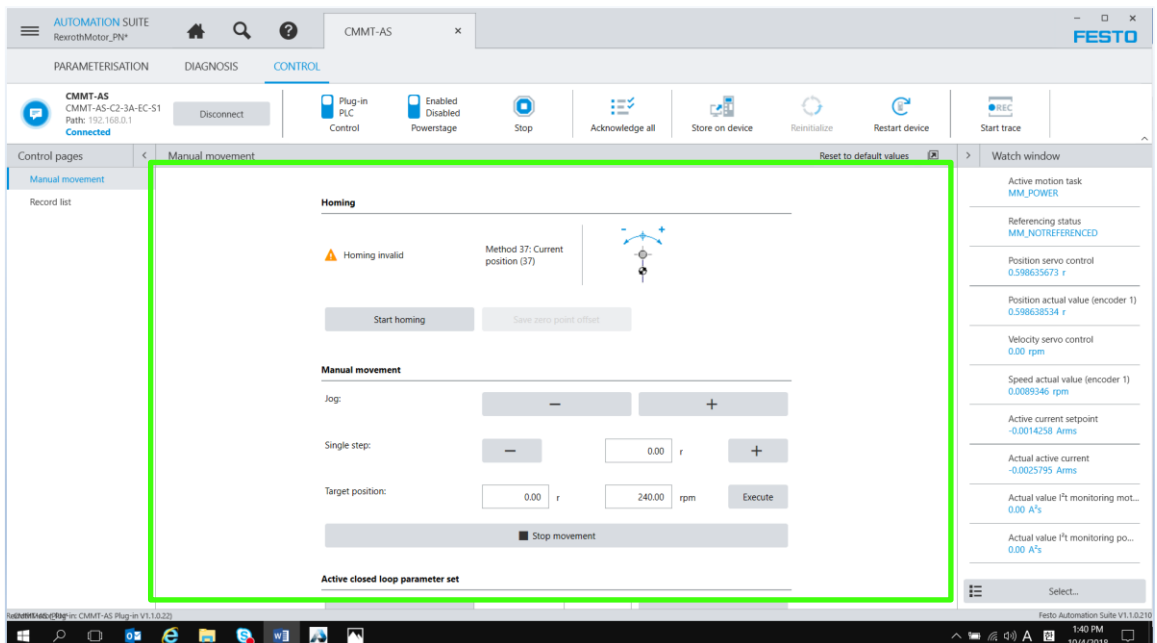 AUTOMATION SUITE
RexrothMotor_PN*
CMMT-AS ×
FESTO
PARAMETERISATION DIAGNOSIS CONTROL
CMMT-AS
CMMT-AS-C2-3A-EC-S1
Path: 192.168.0.1
Connected
Disconnect
Plug-in
PLC
Control
Enabled
Disabled
Powerstage
Stop
Acknowledge all
Store on device
Reinitialize
Restart device
REC
Start trace
Control pages
Manual movement
Record list
Manual movement
Reset to default values
Homing
Homing invalid
Method 37: Current
position (37)
- +
Start homing
Save zero point offset
Manual movement
Jog: − +
Single step: − 0.00 r +
Target position: 0.00 r 240.00 rpm Execute
Stop movement
Active closed loop parameter set
Watch window
Active motion task
MM_POWER
Referencing status
MM_NOTREFERENCED
Position servo control
0.598635673 r
Position actual value (encoder 1)
0.598638534 r
Velocity servo control
0.00 rpm
Speed actual value (encoder 1)
0.0089346 rpm
Active current setpoint
-0.0014258 Arms
Actual active current
-0.0025795 Arms
Actual value I²t monitoring mot...
0.00 A²s
Actual value I²t monitoring po...
0.00 A²s
Select...
Plug-in: CMMT-AS Plug-in V1.1.0.22)
Festo Automation Suite V1.1.0.210
A
1:40 PM
10/4/2018